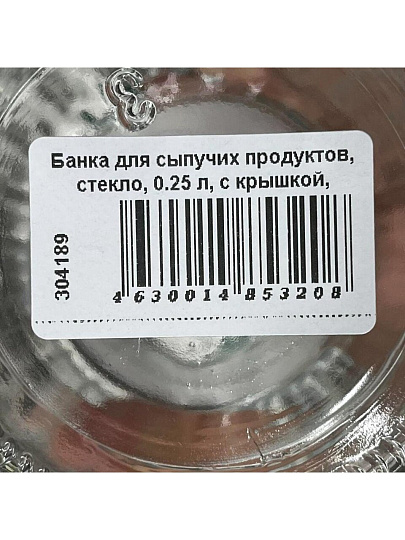 Банка для сыпучих продуктов,
стекло, 0.25 л, с крышкой,
304189
4 630014 853208